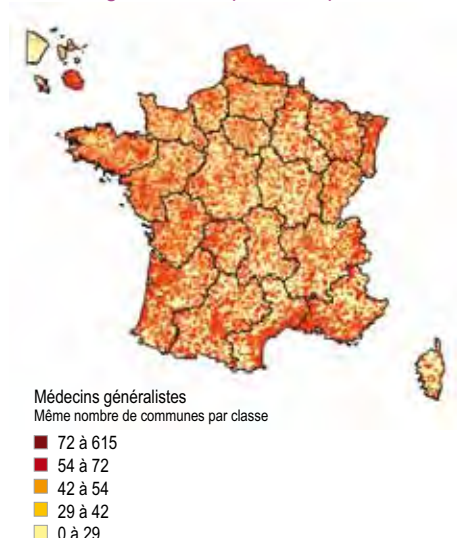 Médecins généralistes
Même nombre de communes par classe
72 à 615
54 à 72
42 à 54
29 à 42
0 à 29